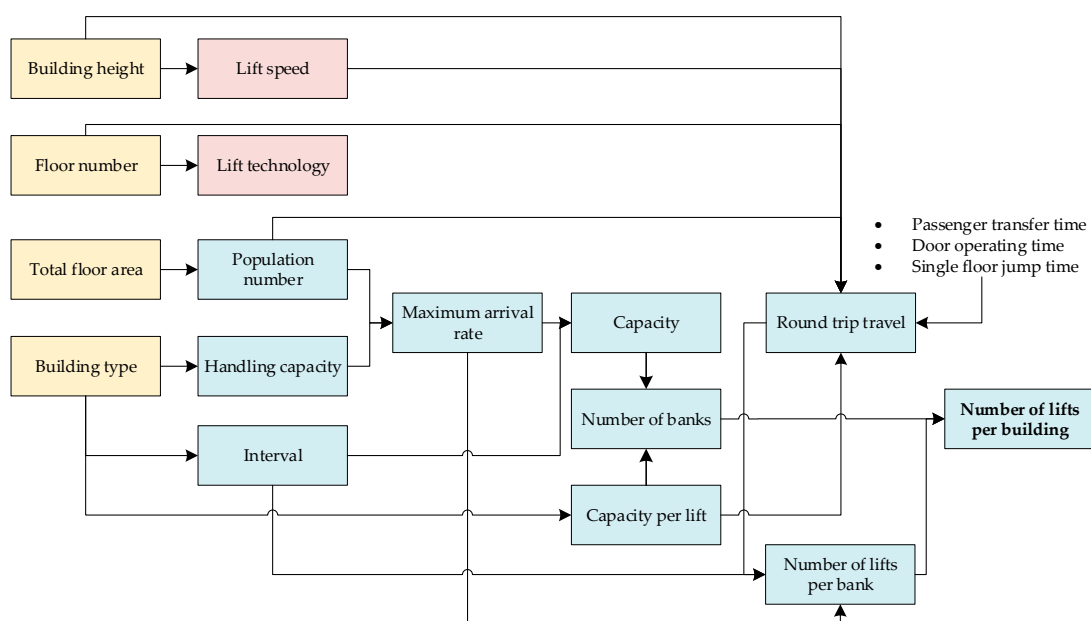 Building height
Lift speed
Floor number
Lift technology
• Passenger transfer time
• Door operating time
• Single floor jump time
Total floor area
Population
number
Maximum arrival
rate
Capacity
Round trip travel
Building type
Handling capacity
Number of banks
Number of lifts
per building
Interval
Capacity per lift
Number of lifts
per bank